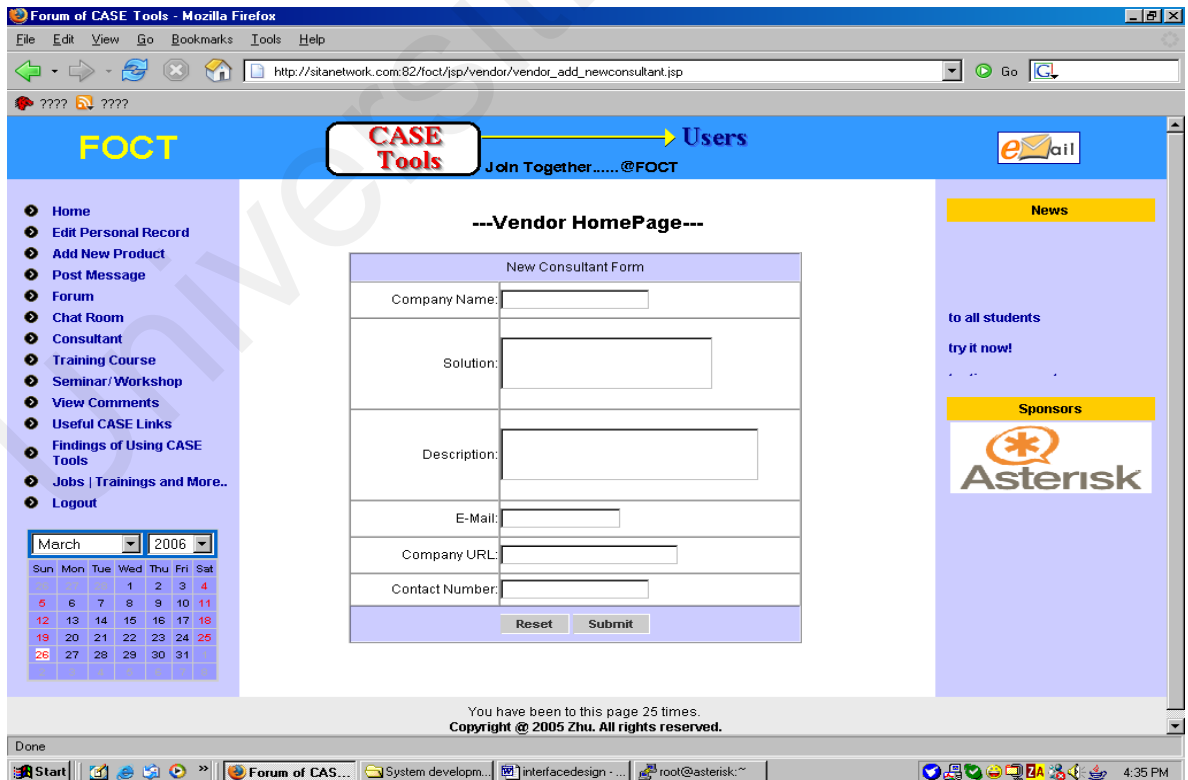 Forum of CASE Tools - Mozilla Firefox
File Edit View Go Bookmarks Tools Help
http://sitanetwork.com:82/foct/jsp/vendor/vendor_add_newconsultant.jsp
Go
G
???? ????
FOCT
CASE Tools
Users
Join Together......@FOCT
eMail
Home
Edit Personal Record
Add New Product
Post Message
Forum
Chat Room
Consultant
Training Course
Seminar/Workshop
View Comments
Useful CASE Links
Findings of Using CASE
Tools
Jobs | Trainings and More..
Logout
March 2006
Sun Mon Tue Wed Thu Fri Sat
1 2 3 4
5 6 7 8 9 10 11
12 13 14 15 16 17 18
19 20 21 22 23 24 25
26 27 28 29 30 31
---Vendor HomePage---
New Consultant Form
Company Name:
Solution:
Description:
E-Mail:
Company URL:
Contact Number:
Reset Submit
News
to all students
try it now!
Sponsors
Asterisk
You have been to this page 25 times.
Copyright @ 2005 Zhu. All rights reserved.
Done
Start
»
Forum of CAS...
System developm...
interfacedesign - ...
root@asterisk:~
ZA
4:35 PM
Universit